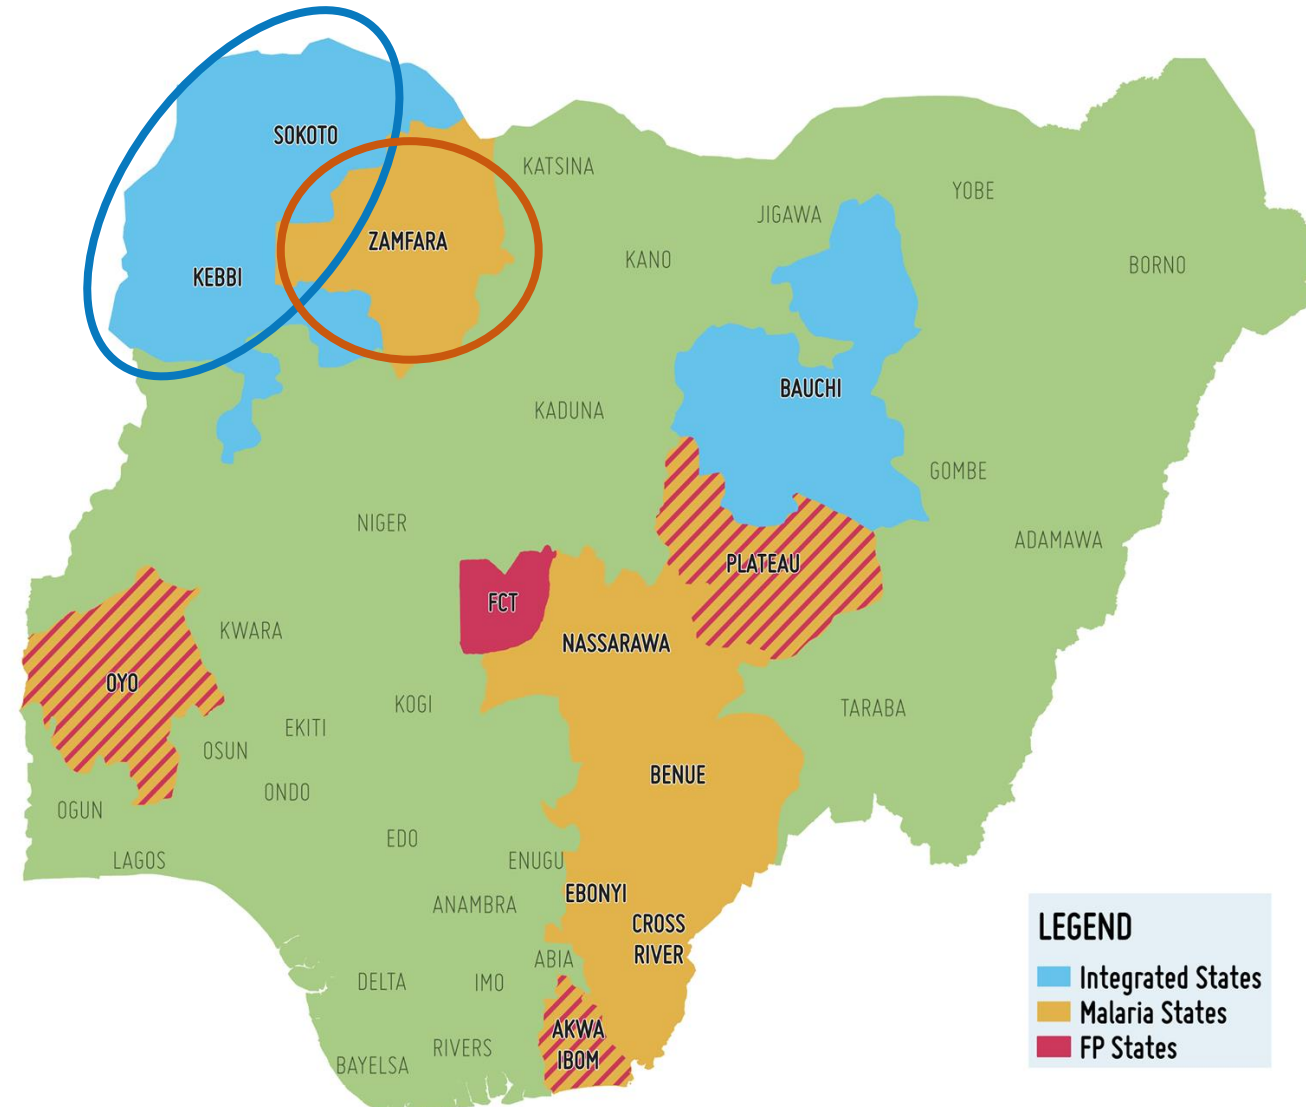 SOKOTO
KATSINA
YOBE
JIGAWA
ZAMFARA
KANO
BORNO
KEBBI
BAUCHI
KADUNA
GOMBE
NIGER
ADAMAWA
PLATEAU
FCT
KWARA
NASSARAWA
OYO
KOGI
TARABA
EKITI
OSUN
BENUE
ONDO
OGUN
EDO
LAGOS
ENUGU
EBONYI
ANAMBRA
CROSS
RIVER
ABIA
DELTA
IMO
AKWA
IBOM
RIVERS
BAYELSA
LEGEND
Integrated States
Malaria States
FP States